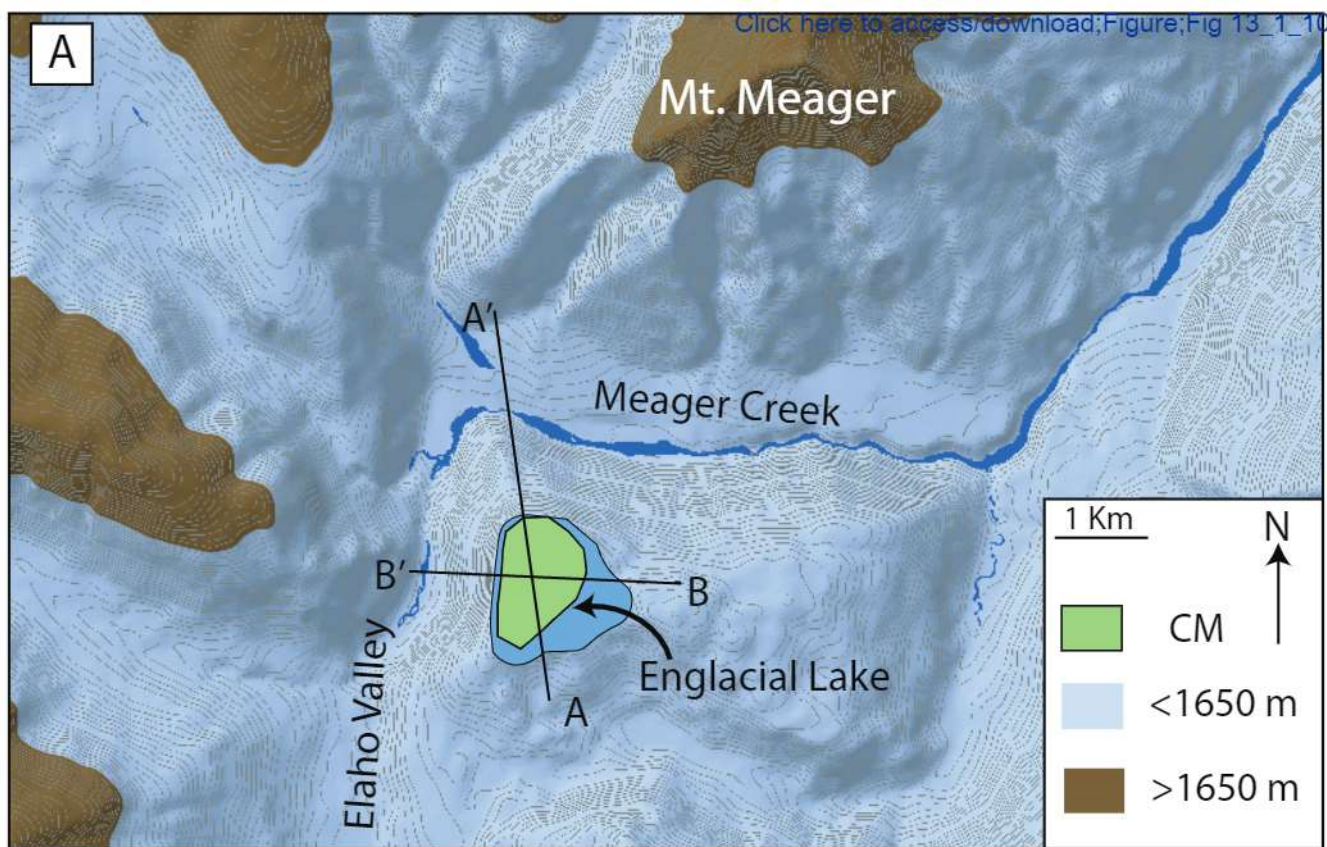 Click here to access/download;Figure;Fig 13_1_10
A
Mt. Meager
A'
Meager Creek
B'
B
Englacial Lake
A
Elaho Valley
1 Km
N
CM
<1650 m
>1650 m